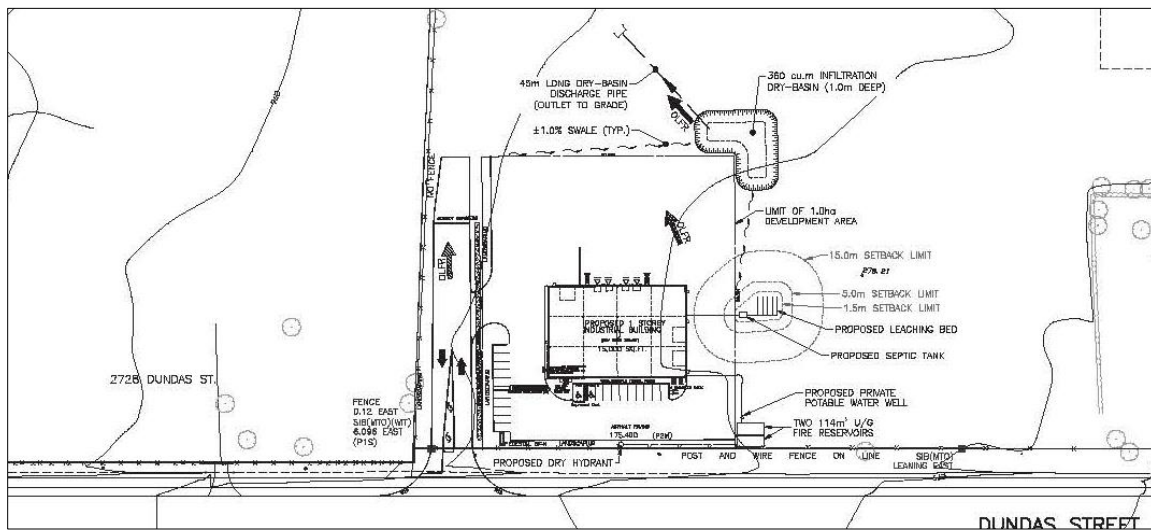 45m LONG DRY-BASIN
DISCHARGE PIPE
(OUTLET TO GRADE)
360 cu.m INFILTRATION
DRY-BASIN (1.0m DEEP)
OLFR
±1.0% SWALE (TYP.)
LIMIT OF 1.0ha
DEVELOPMENT AREA
OLFR
OLFR
15.0m SETBACK LIMIT
276.21
5.0m SETBACK LIMIT
1.5m SETBACK LIMIT
PROPOSED LEACHING BED
PROPOSED SEPTIC TANK
PROPOSED 1 STOREY
INDUSTRIAL BUILDING
15,000 SQ.FT.
2728 DUNDAS ST.
FENCE
0.12 EAST
SIB(MTO)(WIT)
6.096 EAST
(P1S)
PROPOSED PRIVATE
POTABLE WATER WELL
TWO 114m³ U/G
FIRE RESERVOIRS
ASPHALT PAVING
175.400
LANDSCAPING
PROPOSED DRY HYDRANT
POST AND WIRE FENCE ON LINE
SIB(MTO)
LEANING EAST
DUNDAS STREET